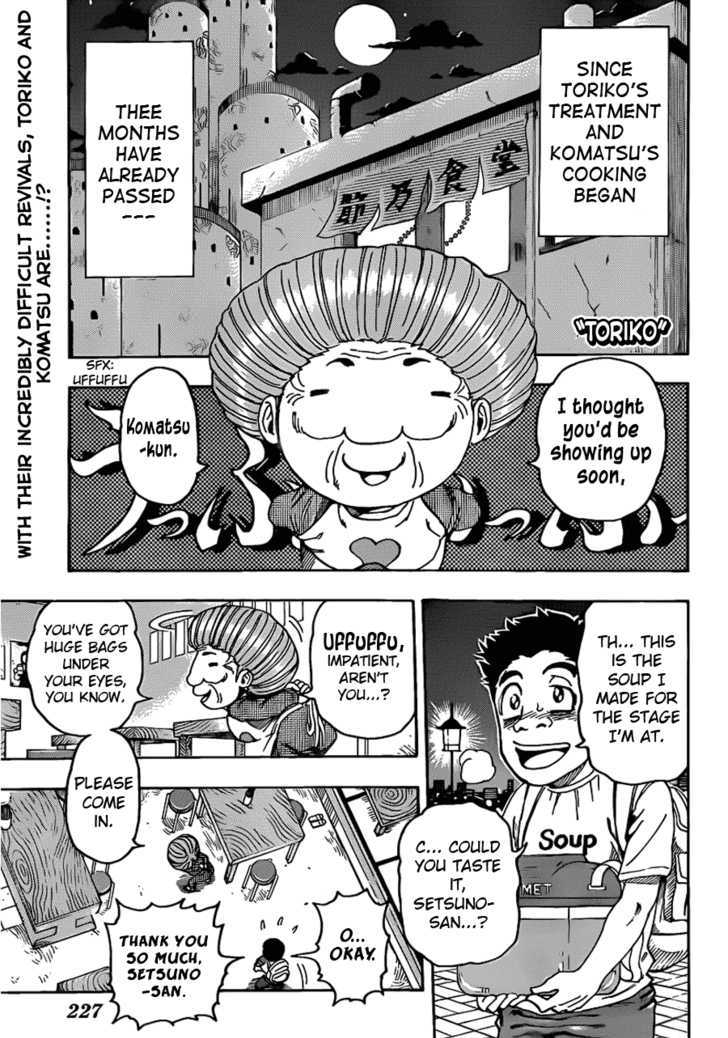 WITH THEIR INCREDIBLY DIFFICULT REVIVALS, TORIKO AND
KOMATSU ARE......!?
SINCE
TORIKO'S
TREATMENT
AND
KOMATSU'S
COOKING
BEGAN
THEE
MONTHS
HAVE
ALREADY
PASSED
---
節乃食堂
"TORIKO"
SFX:
UFFUFFU
I thought
you'd be
showing up
soon,
Komatsu
-kun.
TH... THIS
IS THE
SOUP I
MADE FOR
THE STAGE
I'M AT.
Soup
MET
C... COULD
YOU TASTE
IT,
SETSUNO-
SAN...?
UFFUFFU,
IMPATIENT,
AREN'T
YOU...?
YOU'VE GOT
HUGE BAGS
UNDER
YOUR EYES,
YOU KNOW.
PLEASE
COME
IN.
O...
OKAY.
THANK YOU
SO MUCH,
SETSUNO
-SAN.
227